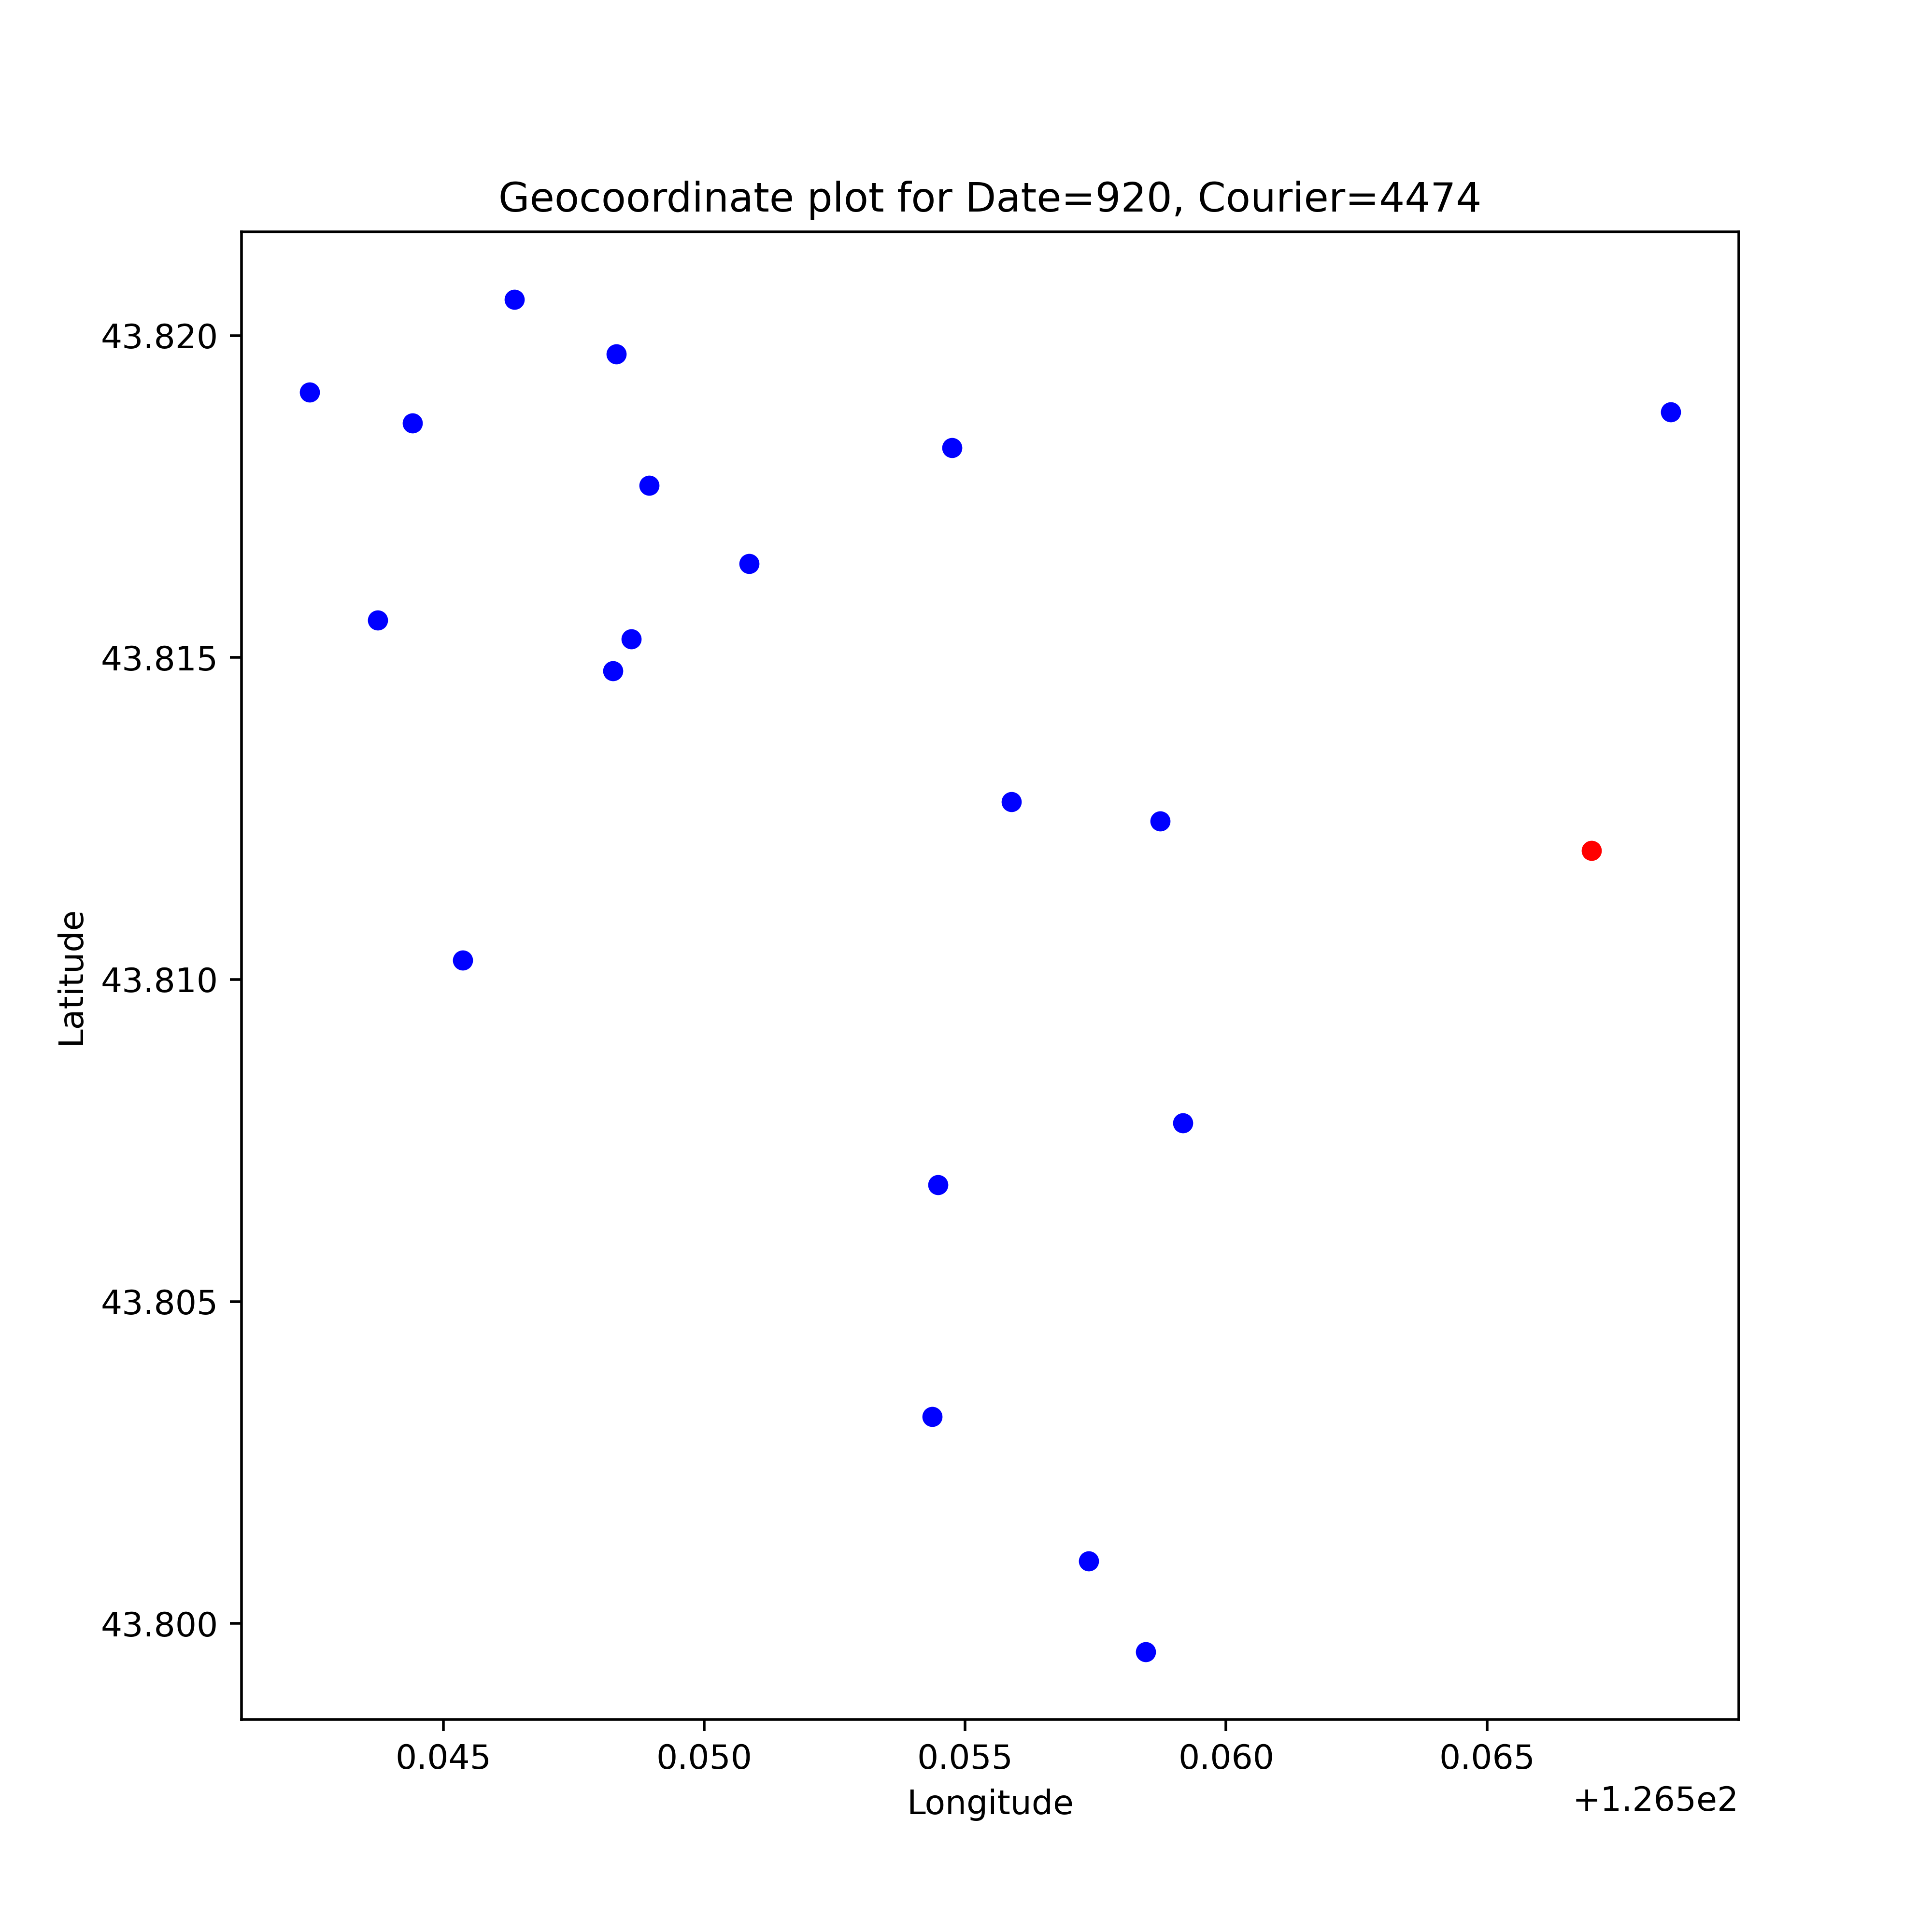 Geocoordinate plot for Date=920, Courier=4474
43.820
43.815
43.810
43.805
43.800
Latitude
0.045 0.050 0.055 0.060 0.065
Longitude
+1.265e2